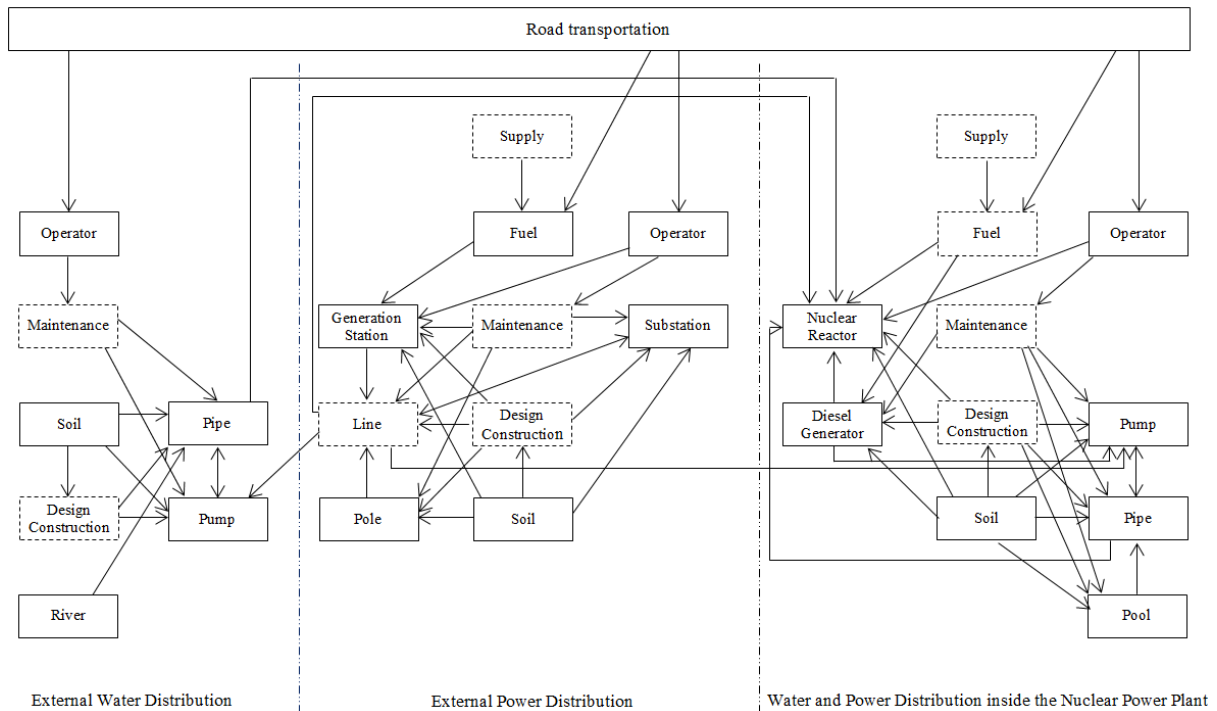 Road transportation
Supply
Supply
Operator
Fuel
Operator
Fuel
Operator
Maintenance
Generation
Station
Maintenance
Substation
Nuclear
Reactor
Maintenance
Soil
Pipe
Line
Design
Construction
Diesel
Generator
Design
Construction
Pump
Design
Construction
Pump
Pole
Soil
Soil
Pipe
River
Pool
External Water Distribution
External Power Distribution
Water and Power Distribution inside the Nuclear Power Plant